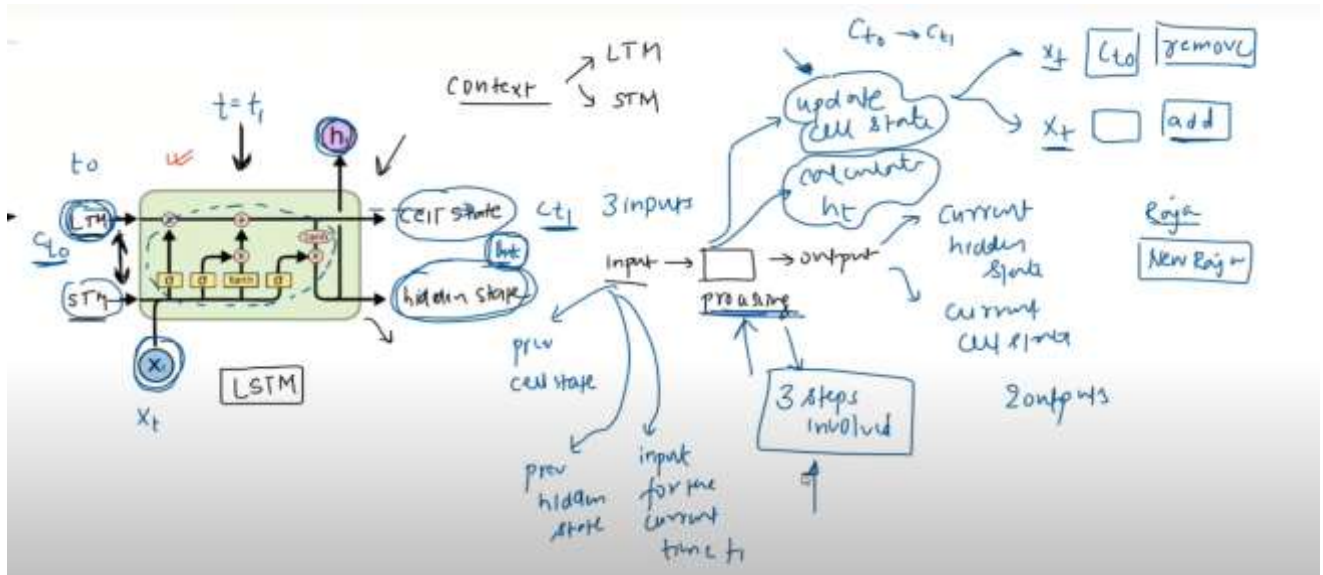 t = t₁
t0
LTM
Ct₀
STM
σ
σ
tanh
σ
tanh
hₜ
Xₜ
Xt
LSTM
Context
LTM
STM
cell state
Ct₁
hidden state
3 inputs
input → → output
processing
prev
cell state
prev
hidden
state
input
for the
current
time t₁
3 steps
involved
Ct₀ → Ct₁
update
cell state
calculate
ht
xt Ct₀ remove
xt add
current
hidden
state
current
cell state
2 outputs
Raja
New Raja